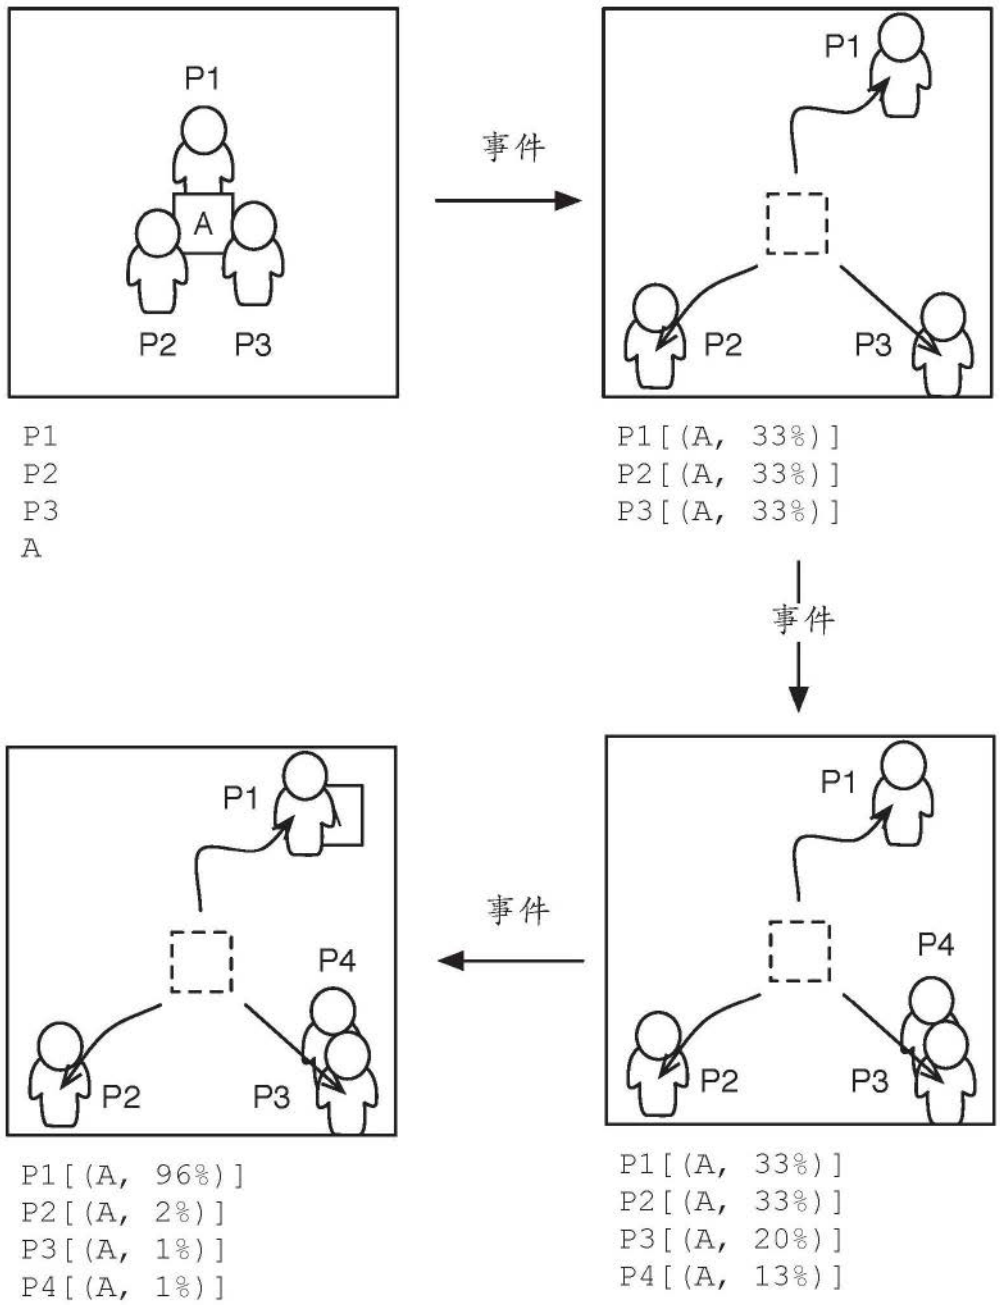 P1
A
P2 P3
P1
P2
P3
A
事件
P1
P2 P3
P1[(A, 33%)]
P2[(A, 33%)]
P3[(A, 33%)]
事件
P1
P4
P2 P3
P1[(A, 33%)]
P2[(A, 33%)]
P3[(A, 20%)]
P4[(A, 13%)]
事件
P1
P4
P2 P3
P1[(A, 96%)]
P2[(A, 2%)]
P3[(A, 1%)]
P4[(A, 1%)]